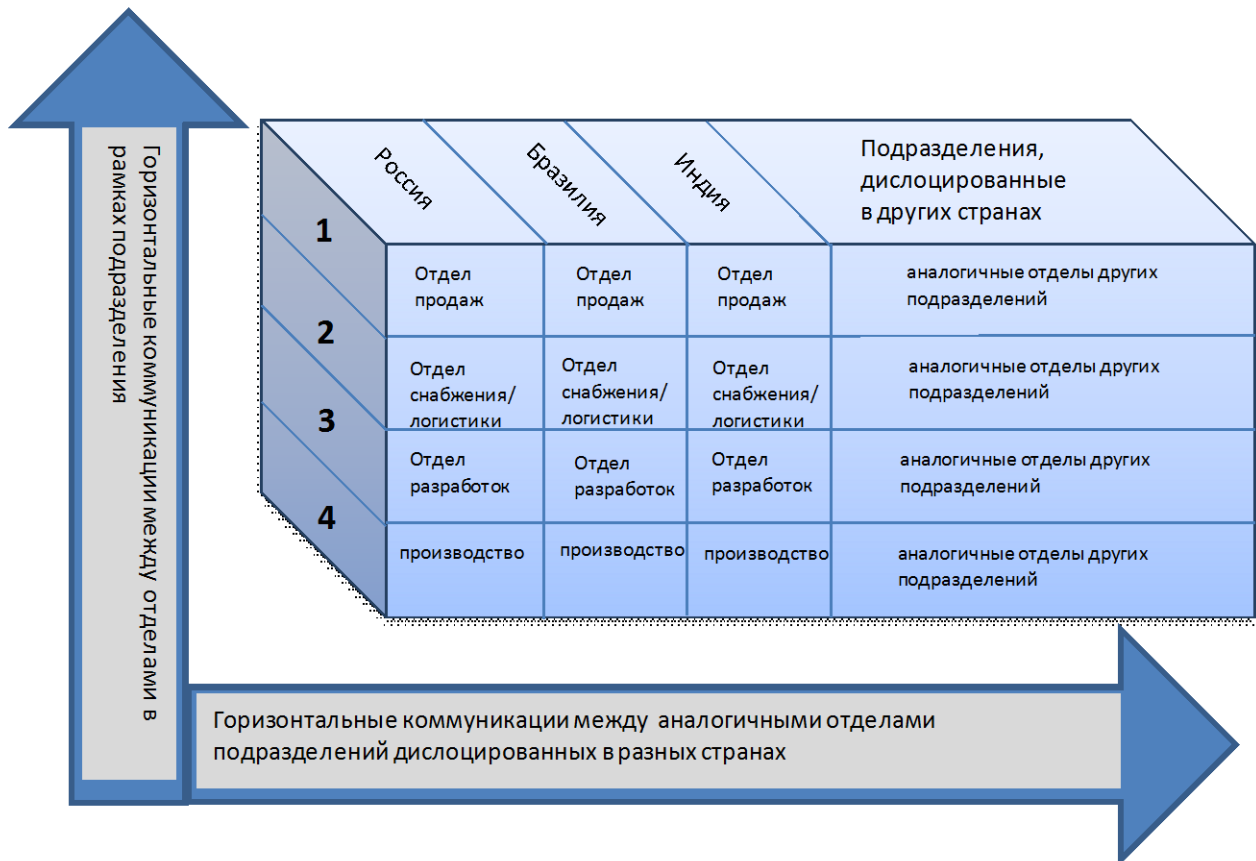 Горизонтальные коммуникации между отделами в
рамках подразделения
Россия
Бразилия
Индия
Подразделения,
дислоцированные
в других странах
1
Отдел
продаж
Отдел
продаж
Отдел
продаж
аналогичные отделы других
подразделений
2
Отдел
снабжения/
логистики
Отдел
снабжения/
логистики
Отдел
снабжения/
логистики
аналогичные отделы других
подразделений
3
Отдел
разработок
Отдел
разработок
Отдел
разработок
аналогичные отделы других
подразделений
4
производство
производство
производство
аналогичные отделы других
подразделений
Горизонтальные коммуникации между аналогичными отделами
подразделений дислоцированных в разных странах